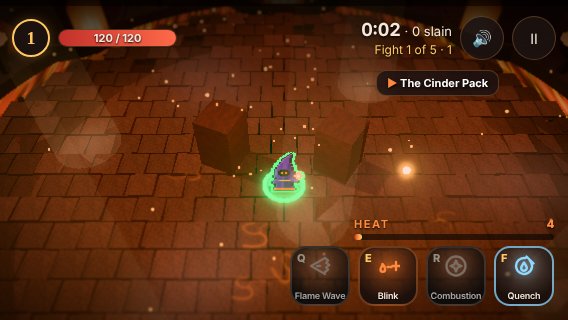 1
120 / 120
0:02 · 0 slain
Fight 1 of 5 · 1
▶ The Cinder Pack
HEAT 4
Q
Flame Wave
E
Blink
R
Combustion
F
Quench